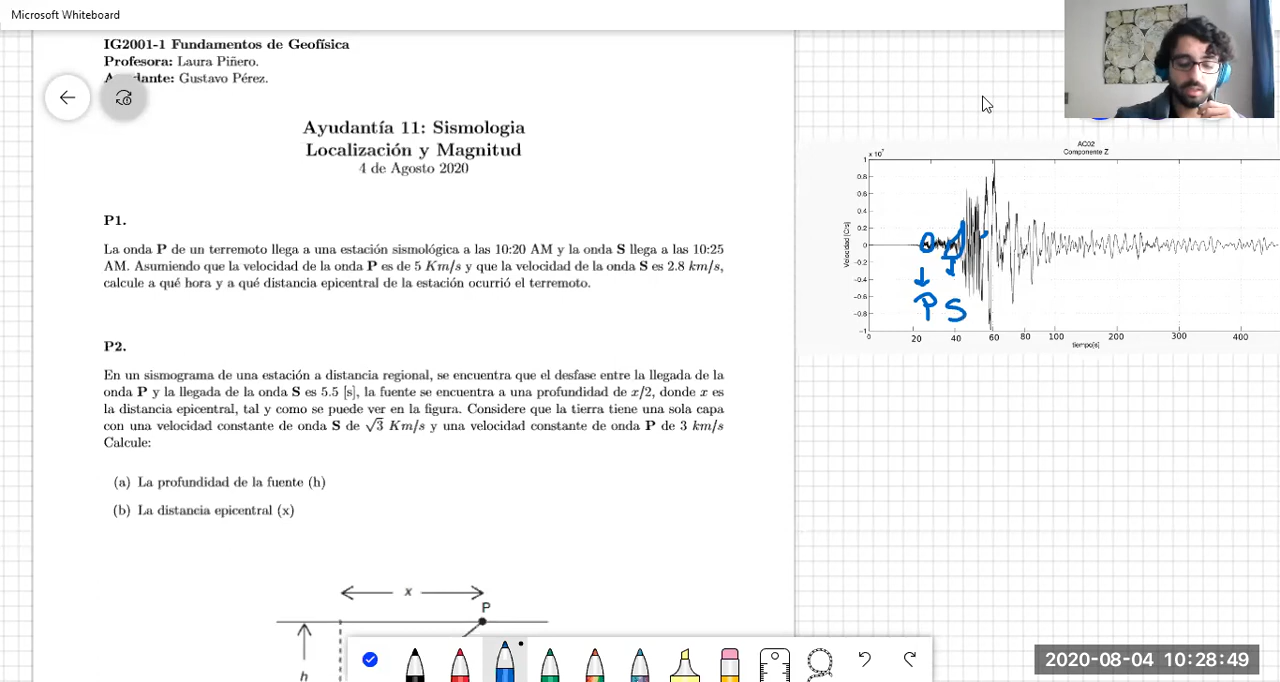 Microsoft Whiteboard
IG2001-1 Fundamentos de Geofísica
Profesora: Laura Piñero.
Gustavo Pérez.
Ayudantía 11: Sismologia
Localización y Magnitud
4 de Agosto 2020
P1.
La onda P de un terremoto llega a una estación sismológica a las 10:20 AM y la onda S llega a las 10:25
AM. Asumiendo que la velocidad de la onda P es de 5 Km/s y que la velocidad de la onda S es 2.8 km/s,
calcule a qué hora y a qué distancia epicentral de la estación ocurrió el terremoto.
P2.
En un sismograma de una estación a distancia regional, se encuentra que el desfase entre la llegada de la
onda P y la llegada de la onda S es 5.5 [s], la fuente se encuentra a una profundidad de x/2, donde x es
la distancia epicentral, tal y como se puede ver en la figura. Considere que la tierra tiene una sola capa
con una velocidad constante de onda S de √3 Km/s y una velocidad constante de onda P de 3 km/s
Calcule:
(a) La profundidad de la fuente (h)
(b) La distancia epicentral (x)
x
P
h
AC02
Componente Z
x 10⁷
1
0.8
0.6
0.4
0.2
0
-0.2
-0.4
-0.6
-0.8
-1
P S
0 20 40 60 80 100 200 300 400
tiempo[s]
2020-08-04 10:28:49